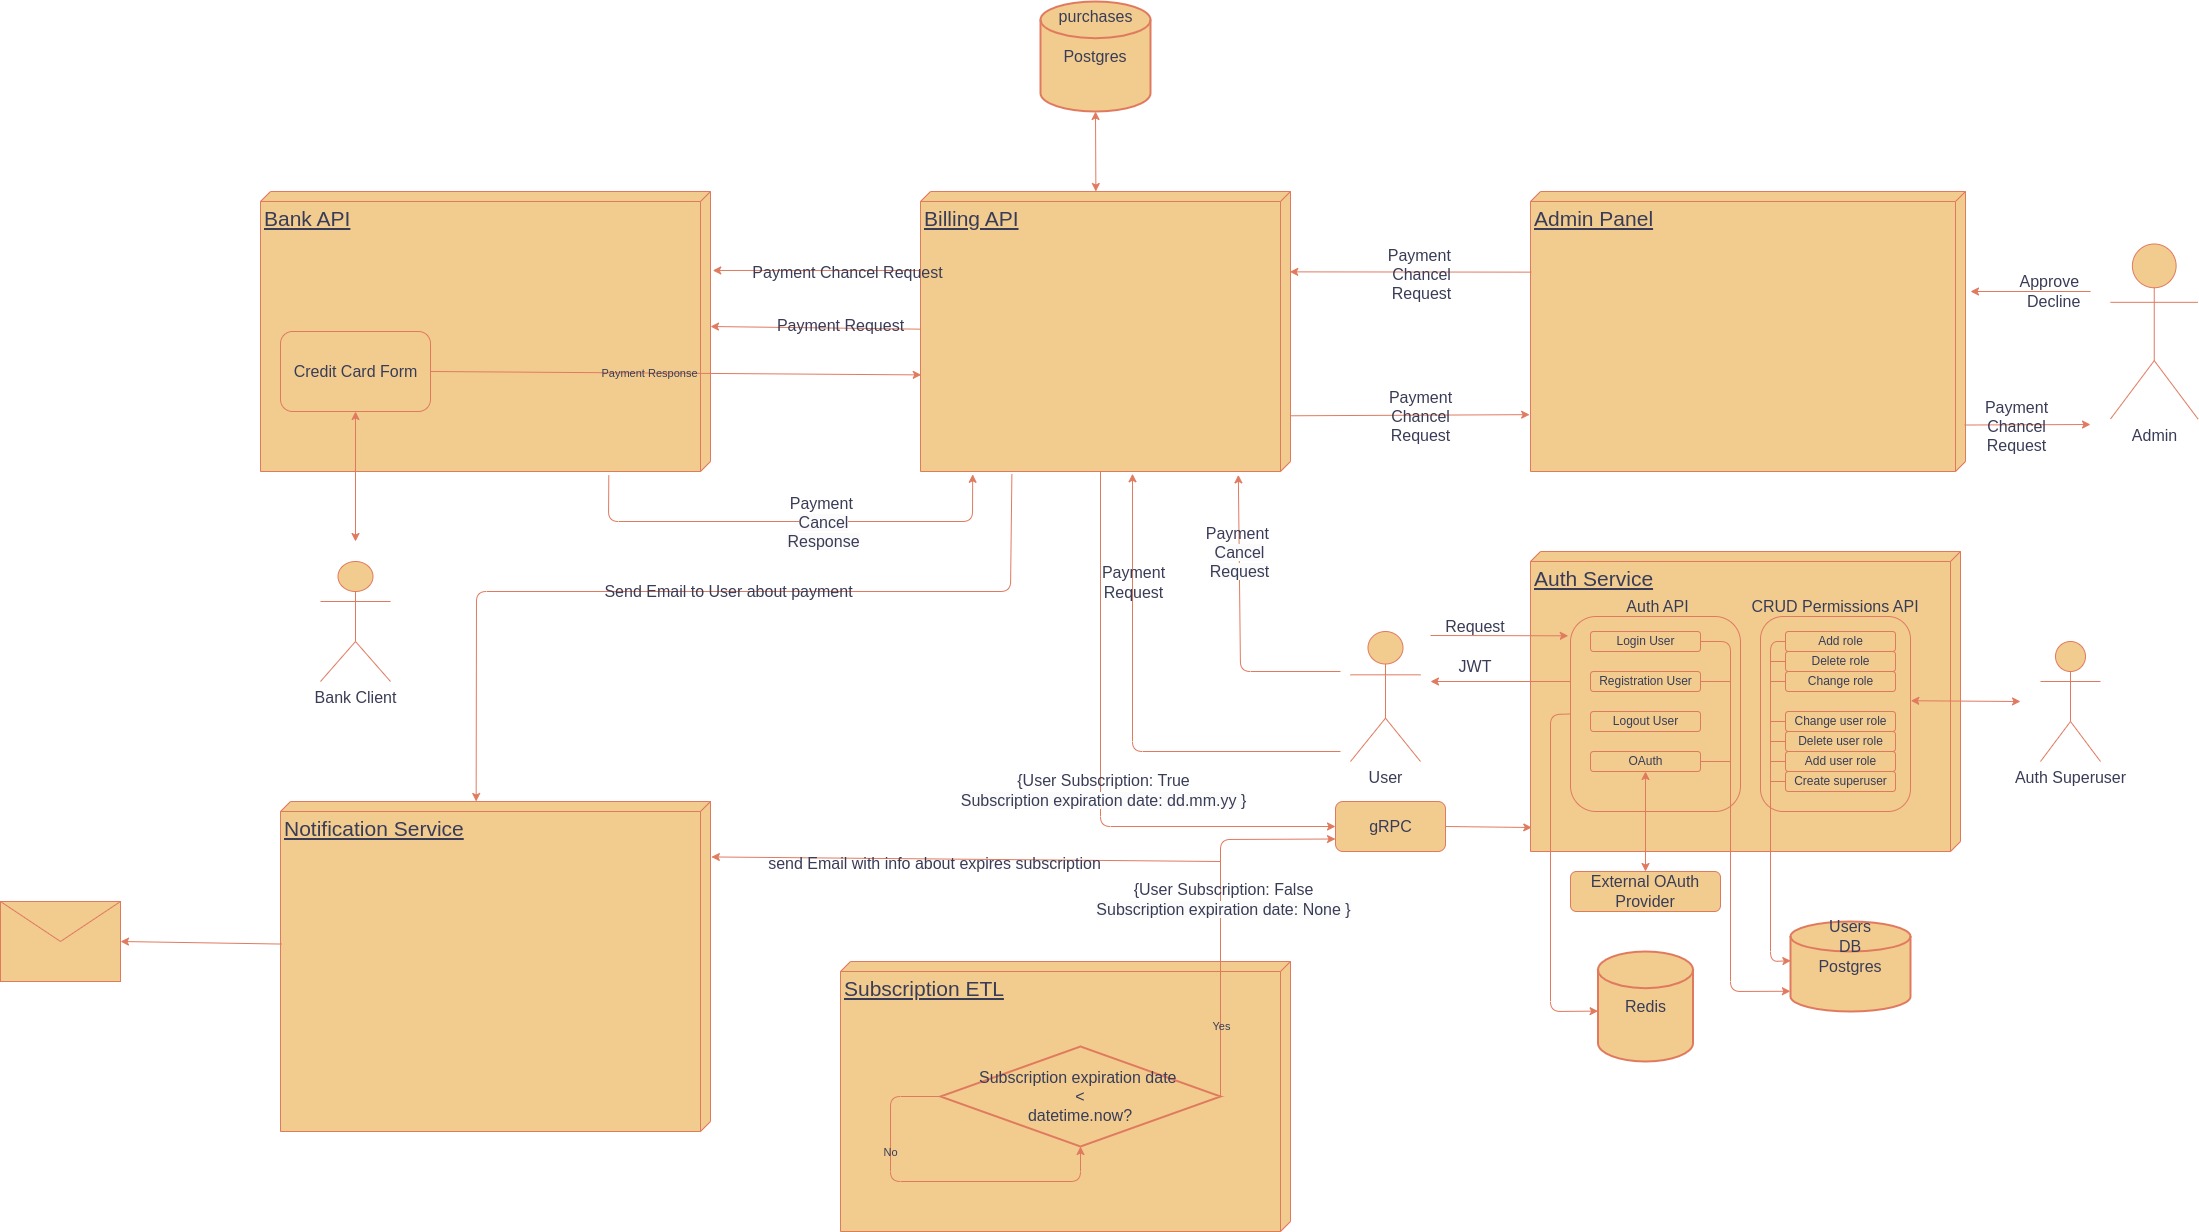 purchases
Postgres
Bank API
Billing API
Admin Panel
Payment Chancel Request
Payment
Chancel
Request
Approve
Decline
Payment Request
Credit Card Form
Payment Response
Payment
Chancel
Request
Payment
Chancel
Request
Admin
Payment
Cancel
Response
Payment
Cancel
Request
Payment
Request
Send Email to User about payment
Bank Client
Auth Service
Auth API
CRUD Permissions API
Request
JWT
Login User
Registration User
Logout User
OAuth
Add role
Delete role
Change role
Change user role
Delete user role
Add user role
Create superuser
User
Auth Superuser
{User Subscription: True
Subscription expiration date: dd.mm.yy }
gRPC
Notification Service
send Email with info about expires subscription
{User Subscription: False
Subscription expiration date: None }
External OAuth
Provider
Users
DB
Postgres
Redis
Subscription ETL
Yes
Subscription expiration date
<
datetime.now?
No